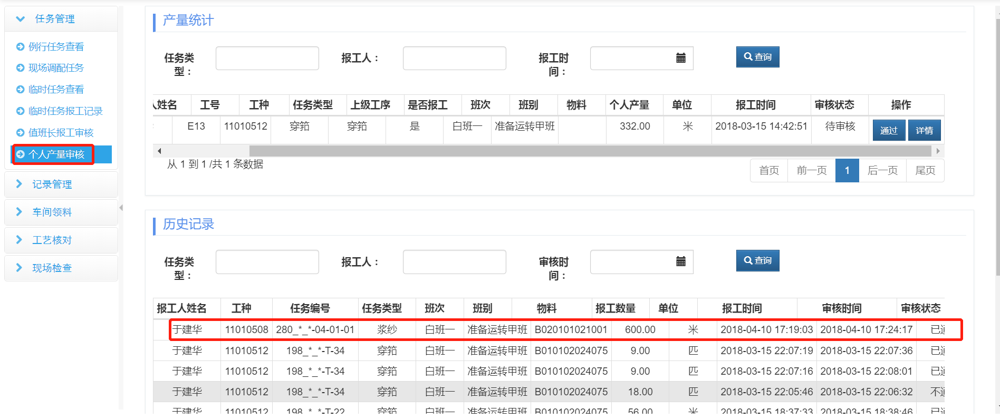 任务管理
例行任务查看
现场调配任务
临时任务查看
临时任务报工记录
值班长报工审核
个人产量审核
记录管理
车间领料
工艺核对
现场检查
产量统计
任务类型： 报工人： 报工时间： 查询
人姓名 工号 工种 任务类型 上级工序 是否报工 班次 班别 物料 个人产量 单位 报工时间 审核状态 操作
E13 11010512 穿筘 穿筘 是 白班一 准备运转甲班 332.00 米 2018-03-15 14:42:51 待审核 通过 详情
从 1 到 1 /共 1 条数据
首页 前一页 1 后一页 尾页
历史记录
任务类型： 报工人： 审核时间： 查询
报工人姓名 工种 任务编号 任务类型 班次 班别 物料 报工数量 单位 报工时间 审核时间 审核状态
于建华 11010508 280_*_*-04-01-01 浆纱 白班一 准备运转甲班 B020101021001 600.00 米 2018-04-10 17:19:03 2018-04-10 17:24:17 已通
于建华 11010512 198_*_*-T-34 穿筘 白班一 准备运转甲班 B010102024075 9.00 匹 2018-03-15 22:07:19 2018-03-15 22:07:36 已通
于建华 11010512 198_*_*-T-34 穿筘 白班一 准备运转甲班 B010102024075 9.00 匹 2018-03-15 22:07:16 2018-03-15 22:08:01 已通
于建华 11010512 198_*_*-T-34 穿筘 白班一 准备运转甲班 B010102024075 18.00 匹 2018-03-15 22:05:46 2018-03-15 22:06:32 不通
于建华 11010512 198_*_*-T-22 穿筘 白班一 准备运转甲班 B010102024075 56.00 米 2018-03-15 18:37:33 2018-03-15 18:38:46 已通